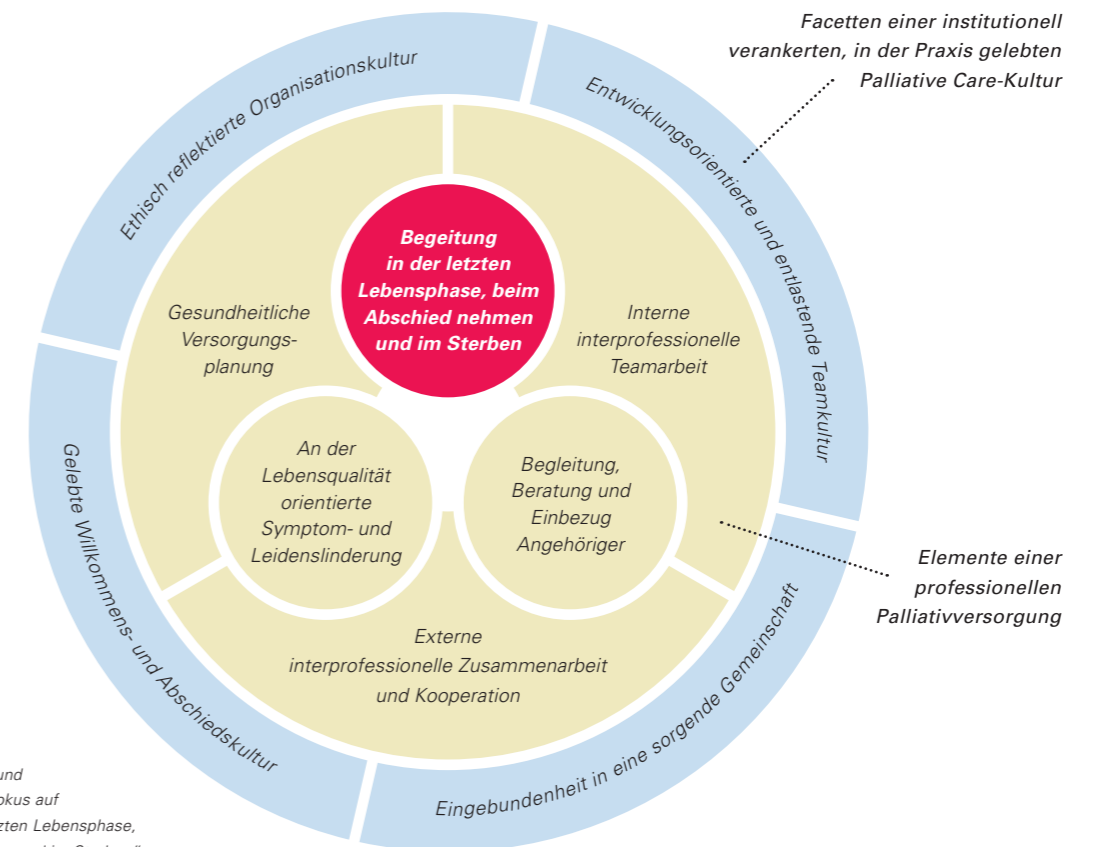 Facetten einer institutionell
verankerten, in der Praxis gelebten
Palliative Care-Kultur
Ethisch reflektierte Organisationskultur
Entwicklungsorientierte und entlastende Teamkultur
Begeitung
in der letzten
Lebensphase, beim
Abschied nehmen
und im Sterben
Gesundheitliche
Versorgungs-
planung
Interne
interprofessionelle
Teamarbeit
An der
Lebensqualität
orientierte
Symptom- und
Leidenslinderung
Begleitung,
Beratung und
Einbezug
Angehöriger
Gelebte Willkommens- und Abschiedskultur
Externe
interprofessionelle Zusammenarbeit
und Kooperation
Eingebundenheit in eine sorgende Gemeinschaft
Elemente einer
professionellen
Palliativversorgung
und
okus auf
zten Lebensphase,